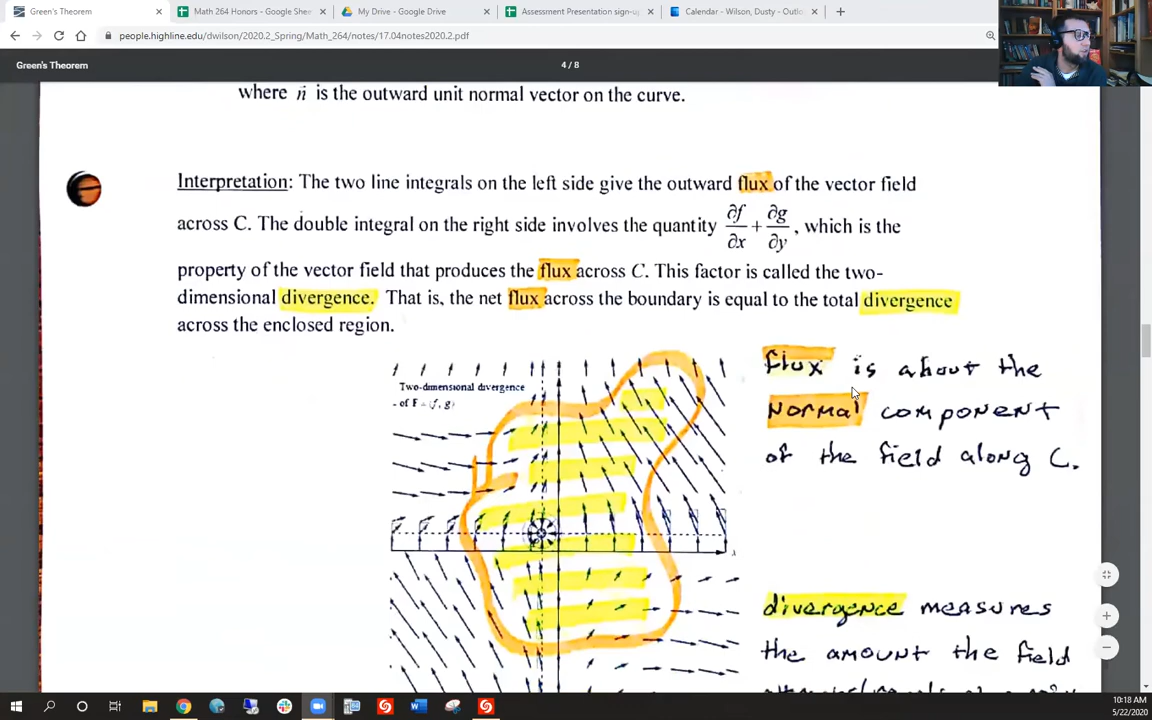 Green's Theorem
Math 264 Honors - Google She
My Drive - Google Drive
Assessment Presentation sign-u
Calendar - Wilson, Dusty - Outlo
people.highline.edu/dwilson/2020.2_Spring/Math_264/notes/17.04notes2020.2.pdf
Green's Theorem
4 / 8
where n⃗ is the outward unit normal vector on the curve.
Interpretation: The two line integrals on the left side give the outward flux of the vector field
across C. The double integral on the right side involves the quantity ∂f/∂x + ∂g/∂y, which is the
property of the vector field that produces the flux across C. This factor is called the two-
dimensional divergence. That is, the net flux across the boundary is equal to the total divergence
across the enclosed region.
Two-dimensional divergence
of F = (f, g)
flux is about the
normal component
of the field along C.
divergence measures
the amount the field
10:18 AM
5/22/2020